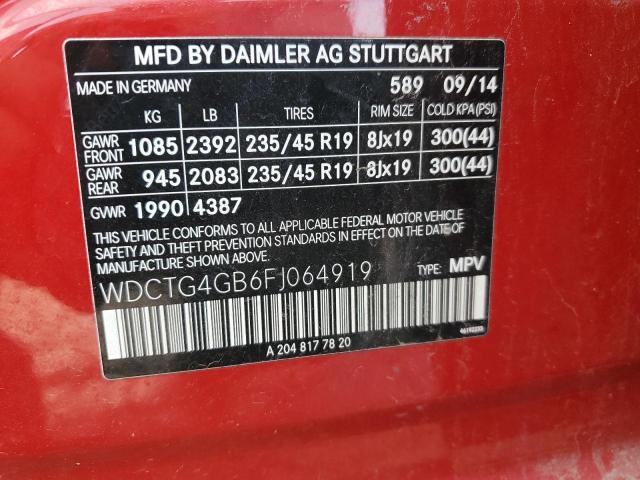 MFD BY DAIMLER AG STUTTGART
MADE IN GERMANY 589 09/14
KG LB TIRES RIM SIZE COLD KPA(PSI)
GAWR FRONT 1085 2392 235/45 R19 8Jx19 300(44)
GAWR REAR 945 2083 235/45 R19 8Jx19 300(44)
GVWR 1990 4387
THIS VEHICLE CONFORMS TO ALL APPLICABLE FEDERAL MOTOR VEHICLE
SAFETY AND THEFT PREVENTION STANDARDS IN EFFECT ON THE DATE OF
MANUFACTURE SHOWN ABOVE.
WDCTG4GB6FJ064919 TYPE: MPV
A 204 817 78 20